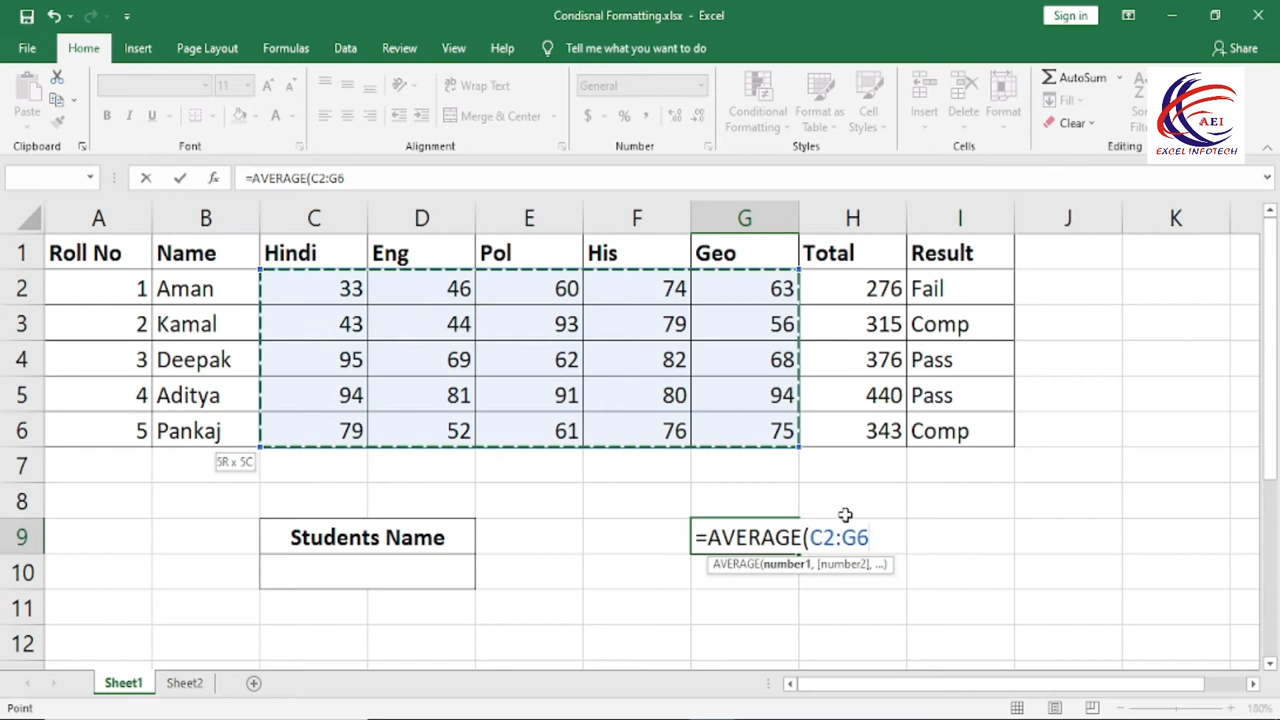 Condisnal Formatting.xlsx - Excel
Sign in
File Home Insert Page Layout Formulas Data Review View Help Tell me what you want to do Share
Paste
Clipboard
11
B I U A
Font
Wrap Text
Merge & Center
Alignment
General
$ % ,
Number
Conditional Formatting
Format as Table
Cell Styles
Styles
Insert Delete Format
Cells
AutoSum
Fill
Clear
Editing
AEI
EXCEL INFOTECH
fx =AVERAGE(C2:G6
A B C D E F G H I J K
1 Roll No Name Hindi Eng Pol His Geo Total Result
2 1 Aman 33 46 60 74 63 276 Fail
3 2 Kamal 43 44 93 79 56 315 Comp
4 3 Deepak 95 69 62 82 68 376 Pass
5 4 Aditya 94 81 91 80 94 440 Pass
6 5 Pankaj 79 52 61 76 75 343 Comp
7 5R x 5C
8
9 Students Name =AVERAGE(C2:G6
AVERAGE(number1, [number2], ...)
10
11
12
Sheet1 Sheet2
Point 180%